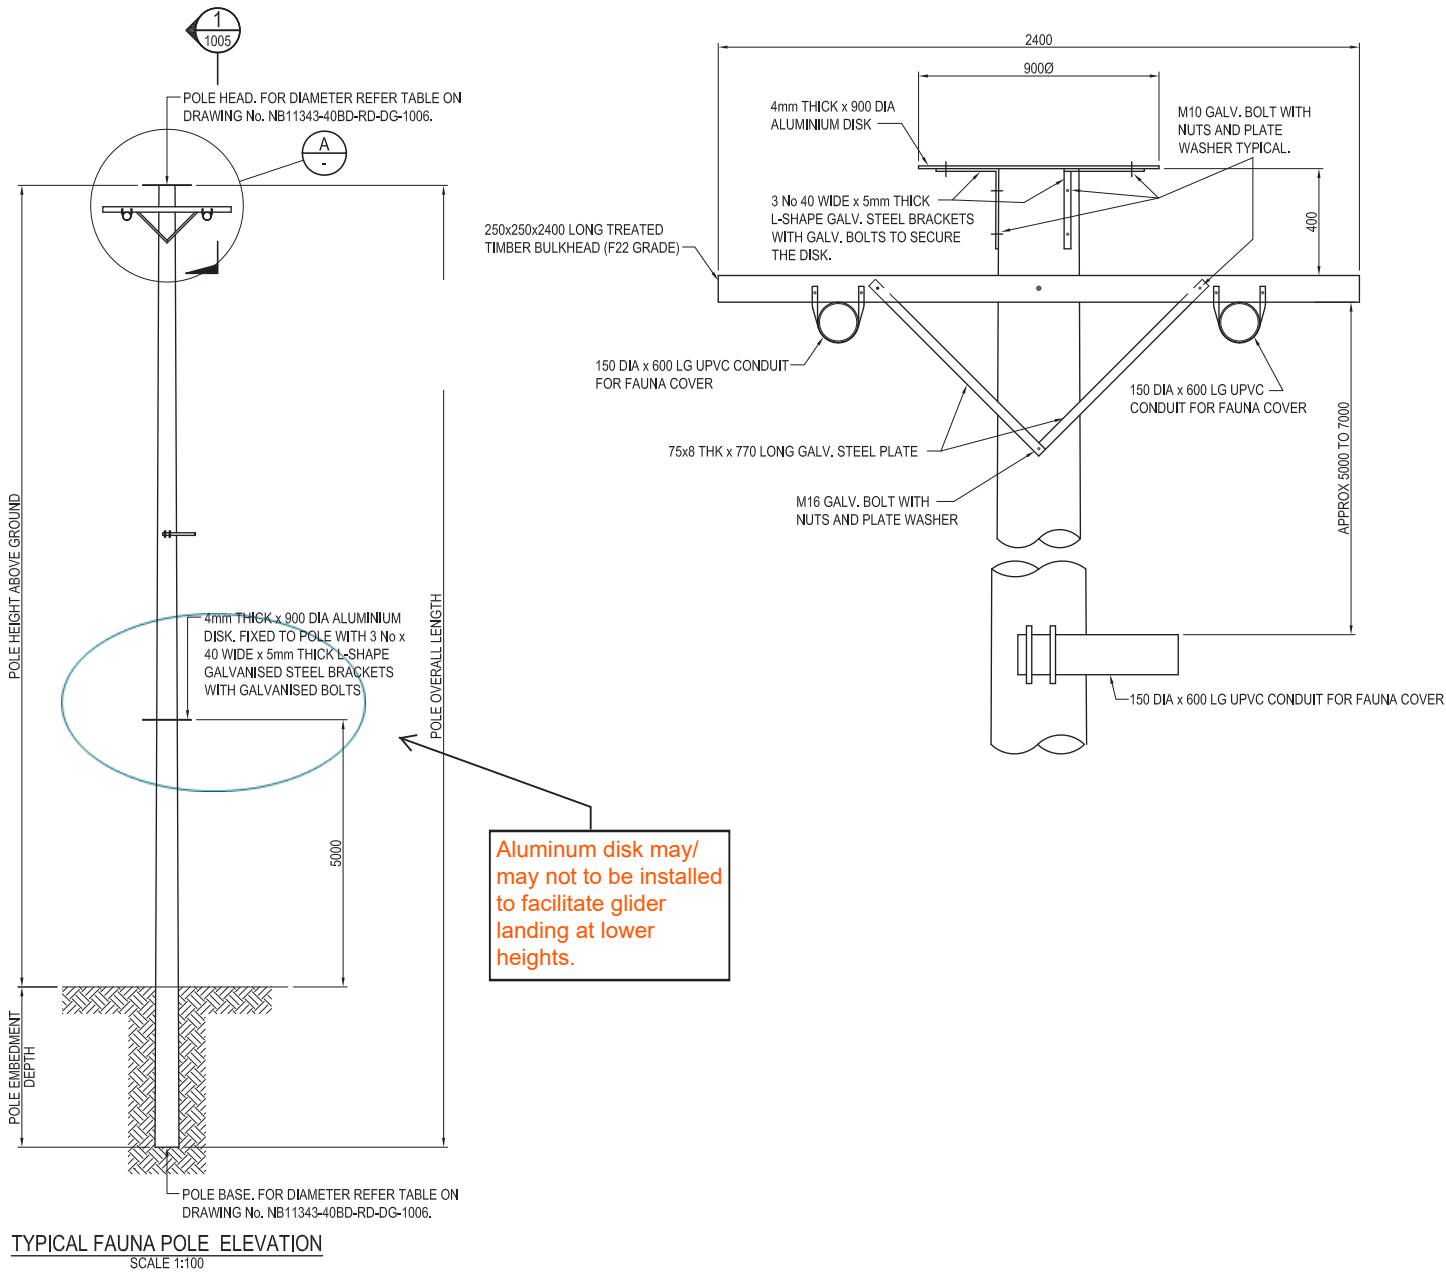 1
1005
POLE HEAD. FOR DIAMETER REFER TABLE ON
DRAWING No. NB11343-40BD-RD-DG-1006.
A
-
POLE HEIGHT ABOVE GROUND
POLE OVERALL LENGTH
4mm THICK x 900 DIA ALUMINIUM
DISK. FIXED TO POLE WITH 3 No x
40 WIDE x 5mm THICK L-SHAPE
GALVANISED STEEL BRACKETS
WITH GALVANISED BOLTS
5000
POLE EMBEDMENT
DEPTH
POLE BASE. FOR DIAMETER REFER TABLE ON
DRAWING No. NB11343-40BD-RD-DG-1006.
TYPICAL FAUNA POLE ELEVATION
SCALE 1:100
Aluminum disk may/
may not to be installed
to facilitate glider
landing at lower
heights.
2400
900Ø
4mm THICK x 900 DIA
ALUMINIUM DISK
M10 GALV. BOLT WITH
NUTS AND PLATE
WASHER TYPICAL.
3 No 40 WIDE x 5mm THICK
L-SHAPE GALV. STEEL BRACKETS
WITH GALV. BOLTS TO SECURE
THE DISK.
400
250x250x2400 LONG TREATED
TIMBER BULKHEAD (F22 GRADE)
150 DIA x 600 LG UPVC CONDUIT
FOR FAUNA COVER
150 DIA x 600 LG UPVC
CONDUIT FOR FAUNA COVER
75x8 THK x 770 LONG GALV. STEEL PLATE
M16 GALV. BOLT WITH
NUTS AND PLATE WASHER
APPROX 5000 TO 7000
150 DIA x 600 LG UPVC CONDUIT FOR FAUNA COVER